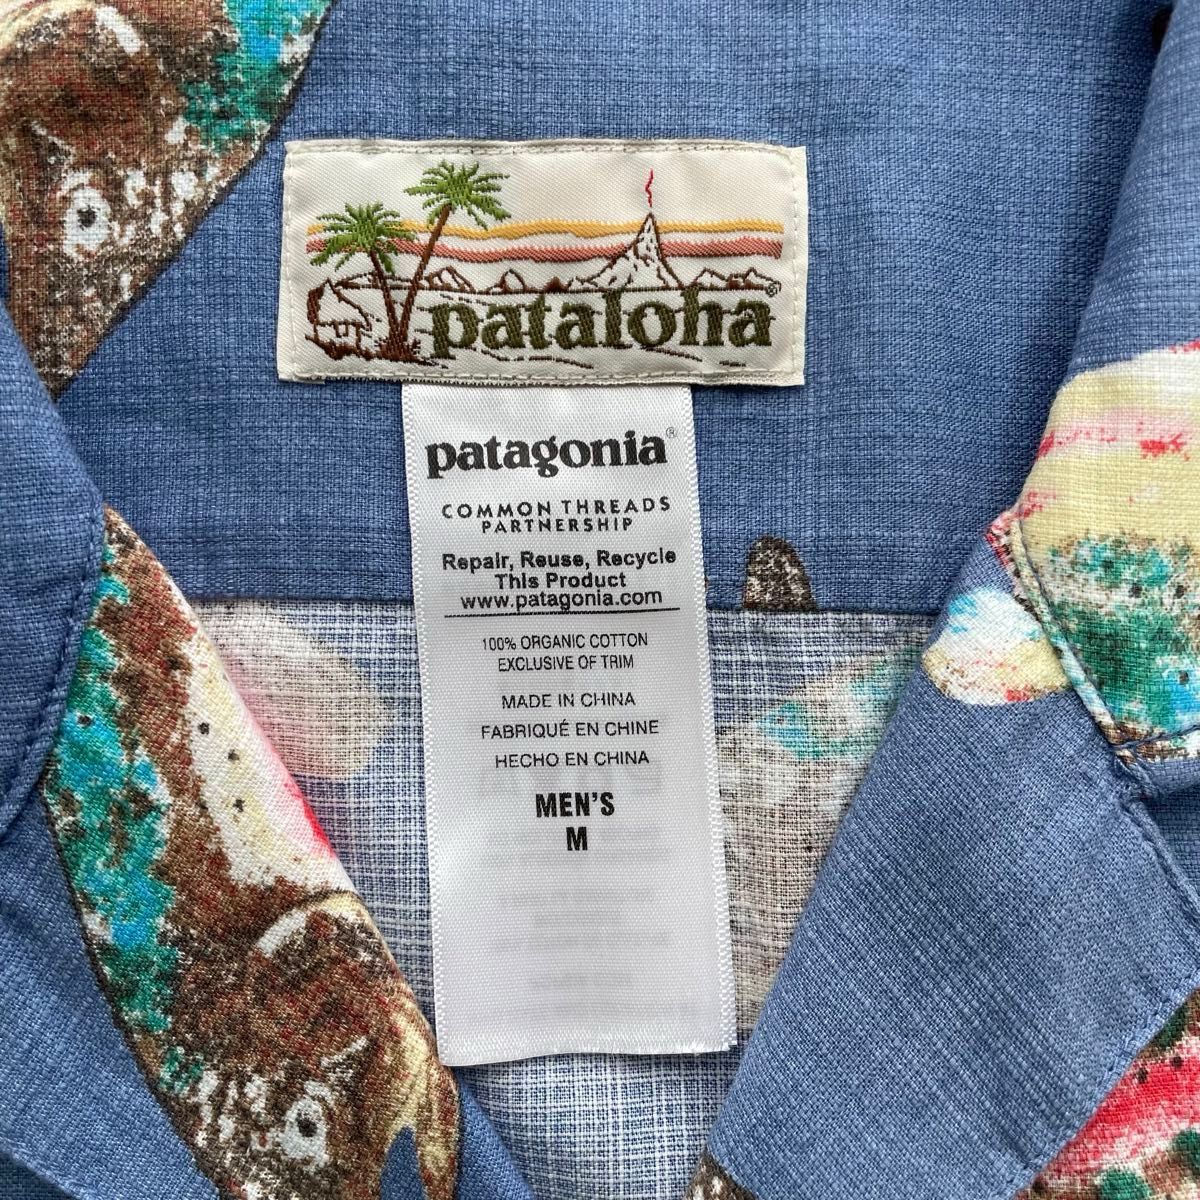 pataloha®
patagonia®
COMMON THREADS
PARTNERSHIP
Repair, Reuse, Recycle
This Product
www.patagonia.com
100% ORGANIC COTTON
EXCLUSIVE OF TRIM
MADE IN CHINA
FABRIQUÉ EN CHINE
HECHO EN CHINA
MEN'S
M